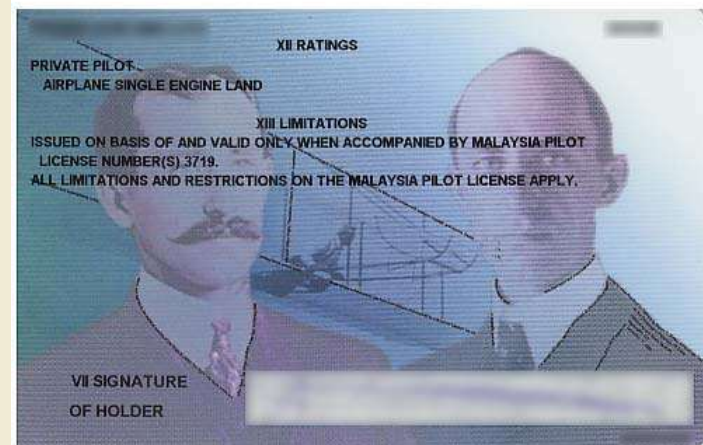 XII RATINGS
PRIVATE PILOT
AIRPLANE SINGLE ENGINE LAND
XIII LIMITATIONS
ISSUED ON BASIS OF AND VALID ONLY WHEN ACCOMPANIED BY MALAYSIA PILOT
LICENSE NUMBER(S) 3719.
ALL LIMITATIONS AND RESTRICTIONS ON THE MALAYSIA PILOT LICENSE APPLY.
VII SIGNATURE
OF HOLDER